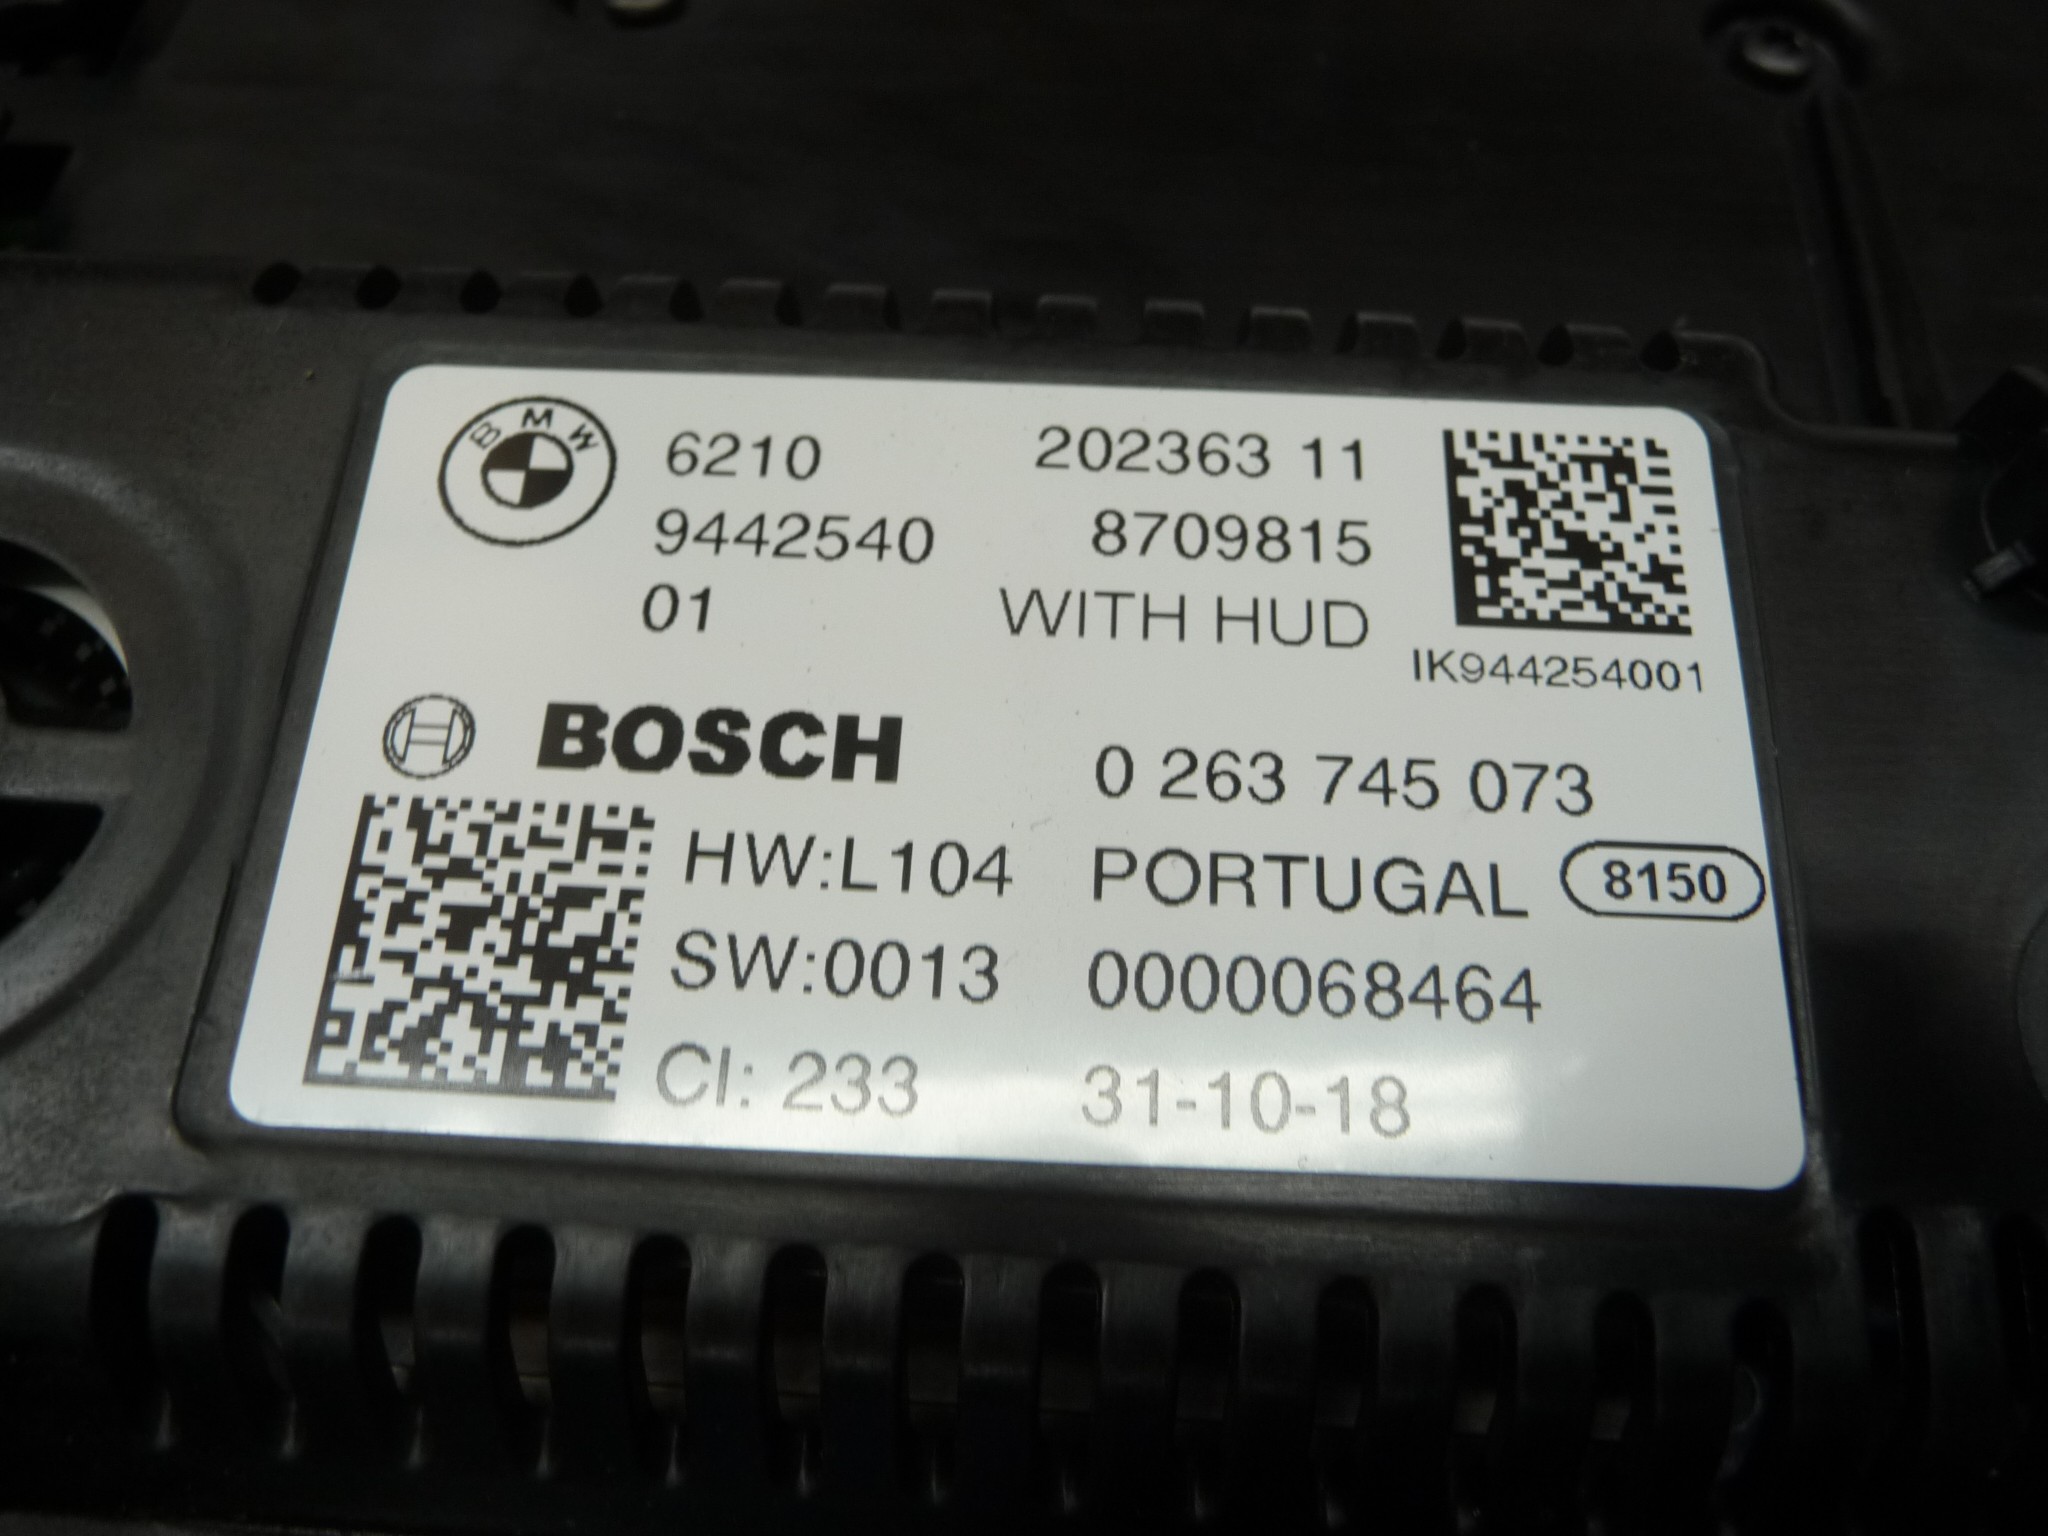 BMW
6210 202363 11
9442540 8709815
01 WITH HUD
IK944254001
BOSCH 0 263 745 073
HW:L104 PORTUGAL 8150
SW:0013 0000068464
CI: 233 31-10-18